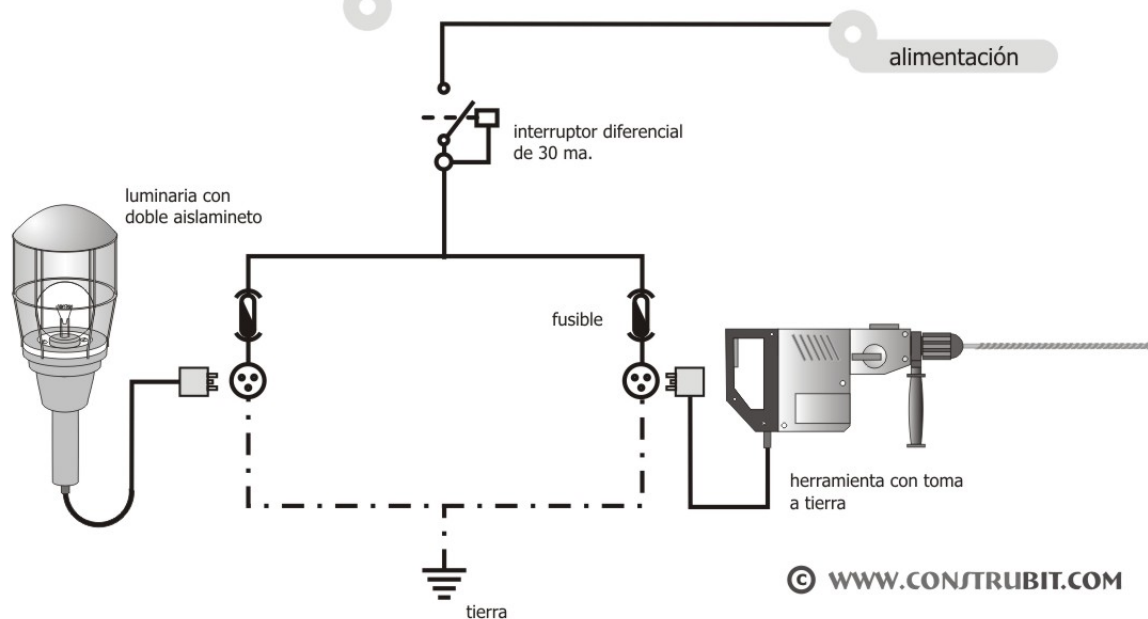 alimentación
interruptor diferencial
de 30 ma.
luminaria con
doble aislamineto
fusible
herramienta con toma
a tierra
© WWW.CONSTRUBIT.COM
tierra